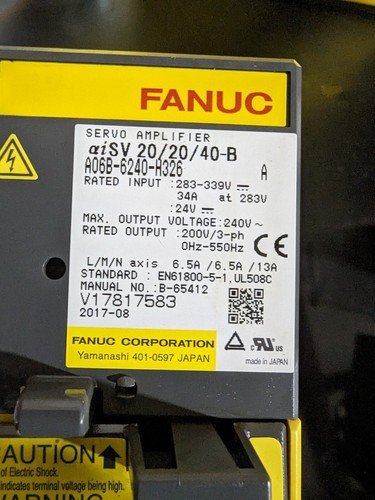 FANUC
SERVO AMPLIFIER
αiSV 20/20/40-B
A06B-6240-H326 A
RATED INPUT :283-339V ⎓
34A at 283V
:24V ⎓
MAX. OUTPUT VOLTAGE:240V ~
RATED OUTPUT :200V/3-ph
0Hz-550Hz
CE
L/M/N axis 6.5A /6.5A /13A
STANDARD : EN61800-5-1,UL508C
MANUAL NO.:B-65412
V17817583
2017-08
c UL us
made in JAPAN
FANUC CORPORATION
Yamanashi 401-0597 JAPAN
CAUTION
of Electric Shock.
indicates terminal voltage being high.